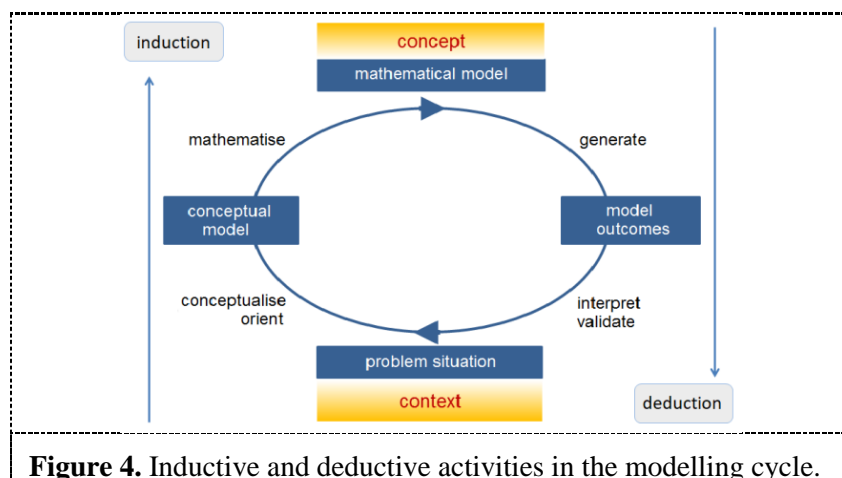 induction
concept
mathematical model
mathematise
generate
conceptual
model
model
outcomes
conceptualise
orient
interpret
validate
problem situation
context
deduction
Figure 4. Inductive and deductive activities in the modelling cycle.